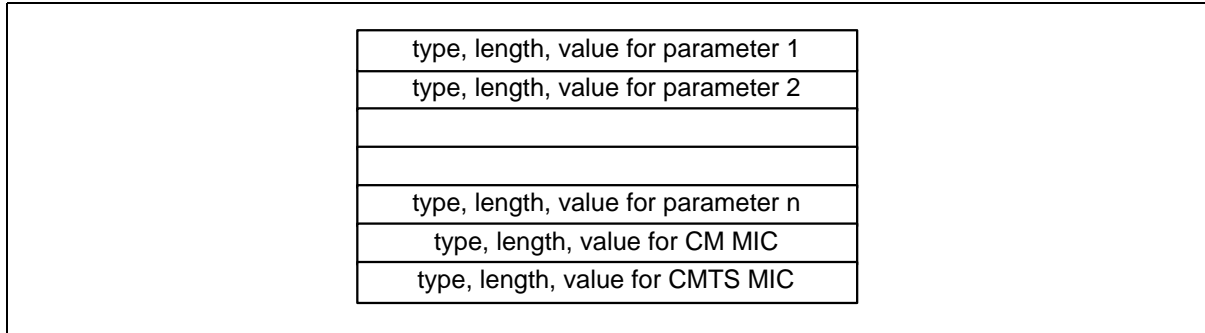 type, length, value for parameter 1
type, length, value for parameter 2
type, length, value for parameter n
type, length, value for CM MIC
type, length, value for CMTS MIC